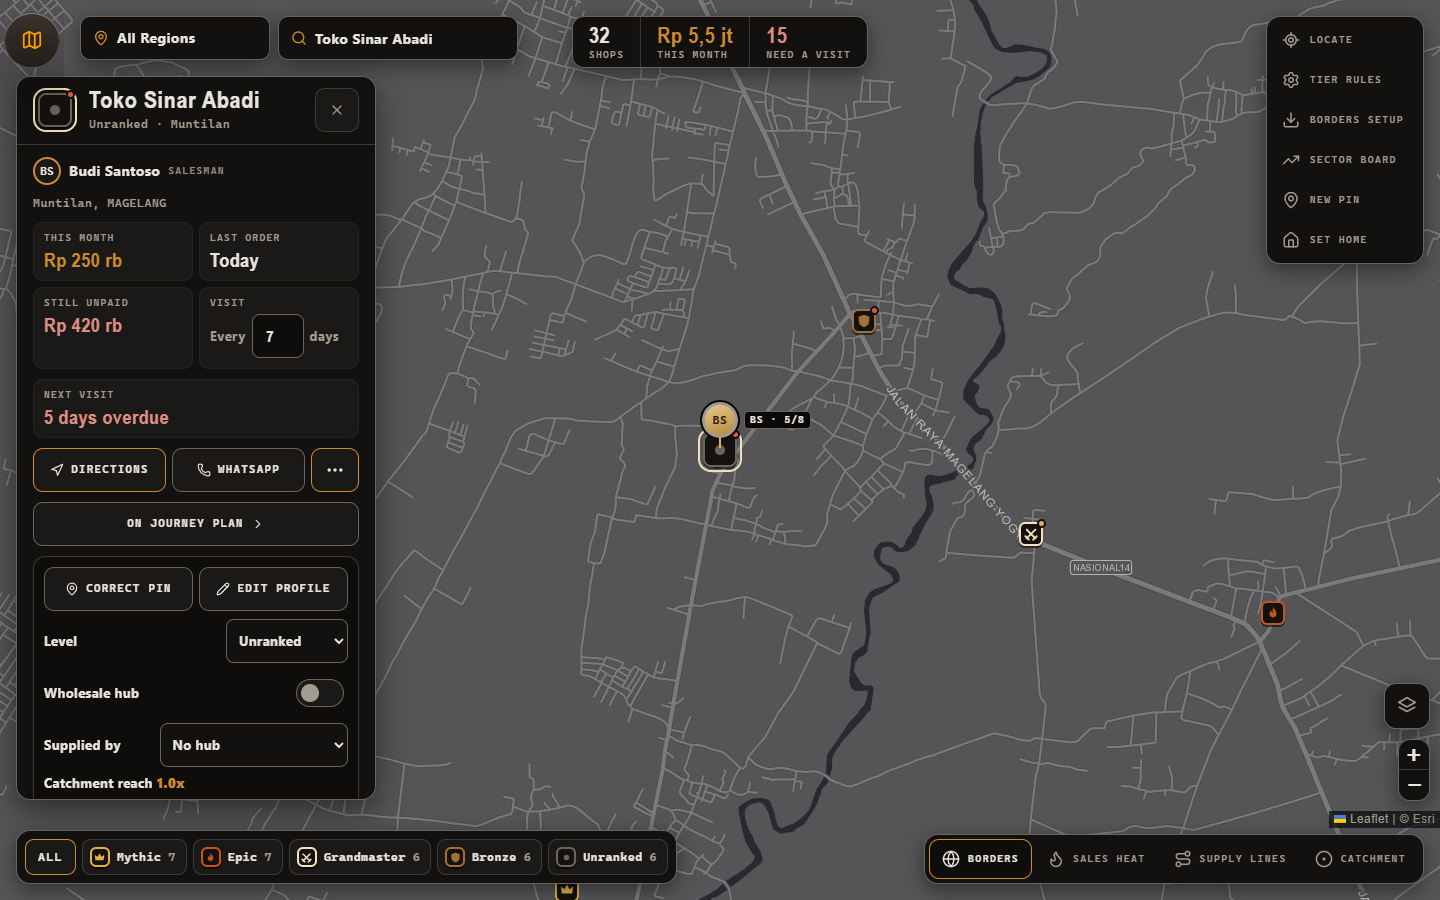 All Regions
Toko Sinar Abadi
32
SHOPS
Rp 5,5 jt
THIS MONTH
15
NEED A VISIT
LOCATE
TIER RULES
BORDERS SETUP
SECTOR BOARD
NEW PIN
SET HOME
Toko Sinar Abadi
Unranked · Muntilan
BS Budi Santoso SALESMAN
Muntilan, MAGELANG
THIS MONTH
Rp 250 rb
LAST ORDER
Today
STILL UNPAID
Rp 420 rb
VISIT
Every 7 days
NEXT VISIT
5 days overdue
DIRECTIONS
WHATSAPP
ON JOURNEY PLAN
CORRECT PIN
EDIT PROFILE
Level
Unranked
Wholesale hub
Supplied by
No hub
Catchment reach 1.0x
BS
BS · 5/8
JALAN RAYA MAGELANG-YOG
NASIONAL14
Leaflet | © Esri
ALL
Mythic 7
Epic 7
Grandmaster 6
Bronze 6
Unranked 6
BORDERS
SALES HEAT
SUPPLY LINES
CATCHMENT